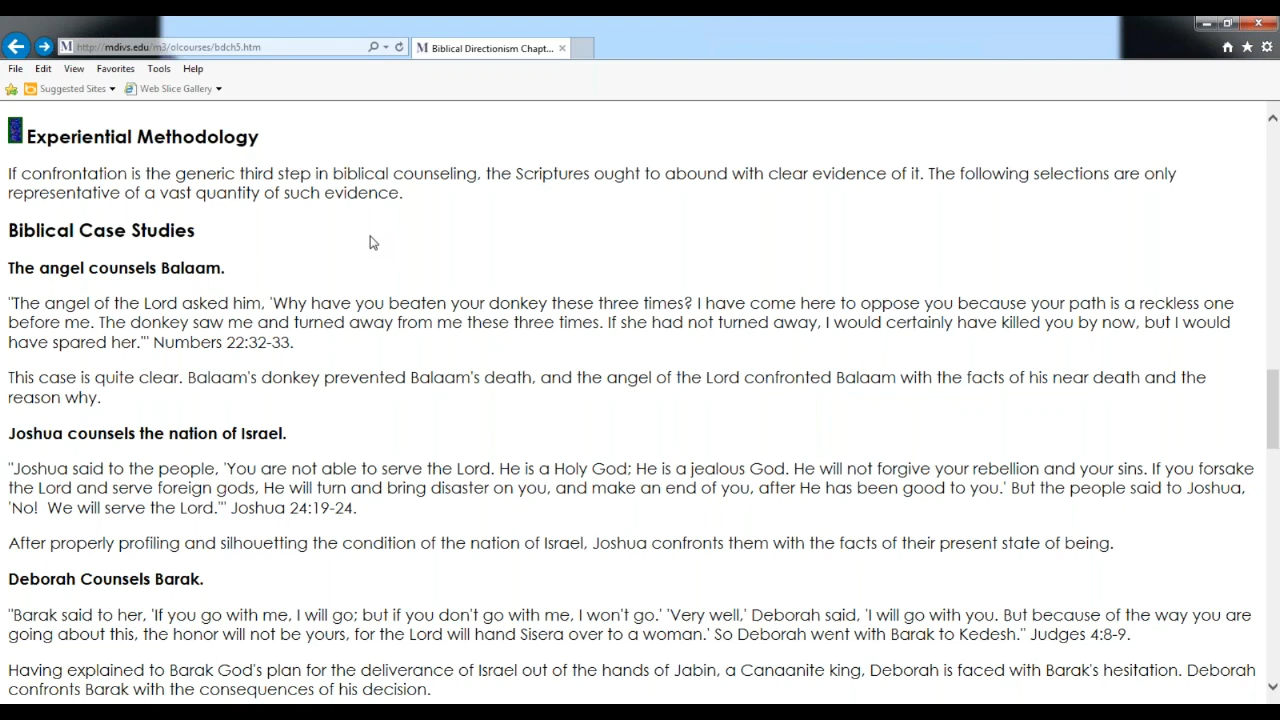 http://mdivs.edu/m3/olcourses/bdch5.htm
Biblical Directionism Chapt...
File Edit View Favorites Tools Help
Suggested Sites Web Slice Gallery
Experiential Methodology
If confrontation is the generic third step in biblical counseling, the Scriptures ought to abound with clear evidence of it. The following selections are only
representative of a vast quantity of such evidence.
Biblical Case Studies
The angel counsels Balaam.
"The angel of the Lord asked him, 'Why have you beaten your donkey these three times? I have come here to oppose you because your path is a reckless one
before me. The donkey saw me and turned away from me these three times. If she had not turned away, I would certainly have killed you by now, but I would
have spared her.'" Numbers 22:32-33.
This case is quite clear. Balaam's donkey prevented Balaam's death, and the angel of the Lord confronted Balaam with the facts of his near death and the
reason why.
Joshua counsels the nation of Israel.
"Joshua said to the people, 'You are not able to serve the Lord. He is a Holy God; He is a jealous God. He will not forgive your rebellion and your sins. If you forsake
the Lord and serve foreign gods, He will turn and bring disaster on you, and make an end of you, after He has been good to you.' But the people said to Joshua,
'No!  We will serve the Lord.'" Joshua 24:19-24.
After properly profiling and silhouetting the condition of the nation of Israel, Joshua confronts them with the facts of their present state of being.
Deborah Counsels Barak.
"Barak said to her, 'If you go with me, I will go; but if you don't go with me, I won't go.' 'Very well,' Deborah said, 'I will go with you. But because of the way you are
going about this, the honor will not be yours, for the Lord will hand Sisera over to a woman.' So Deborah went with Barak to Kedesh." Judges 4:8-9.
Having explained to Barak God's plan for the deliverance of Israel out of the hands of Jabin, a Canaanite king, Deborah is faced with Barak's hesitation. Deborah
confronts Barak with the consequences of his decision.